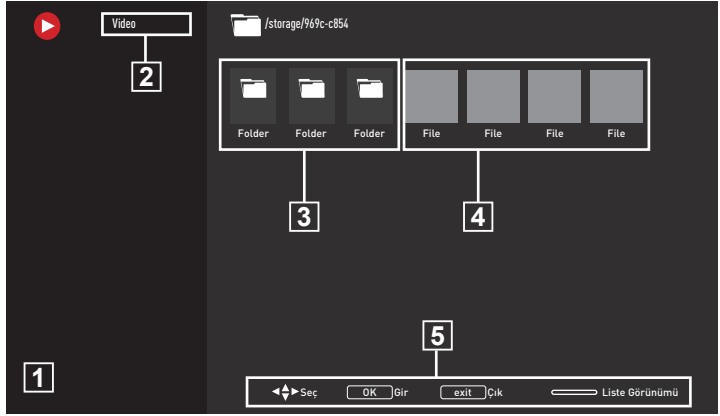 Video
/storage/969c-c854
2
Folder Folder Folder File File File File
3 4
5
1
Seç OK Gir exit Çık Liste Görünümü